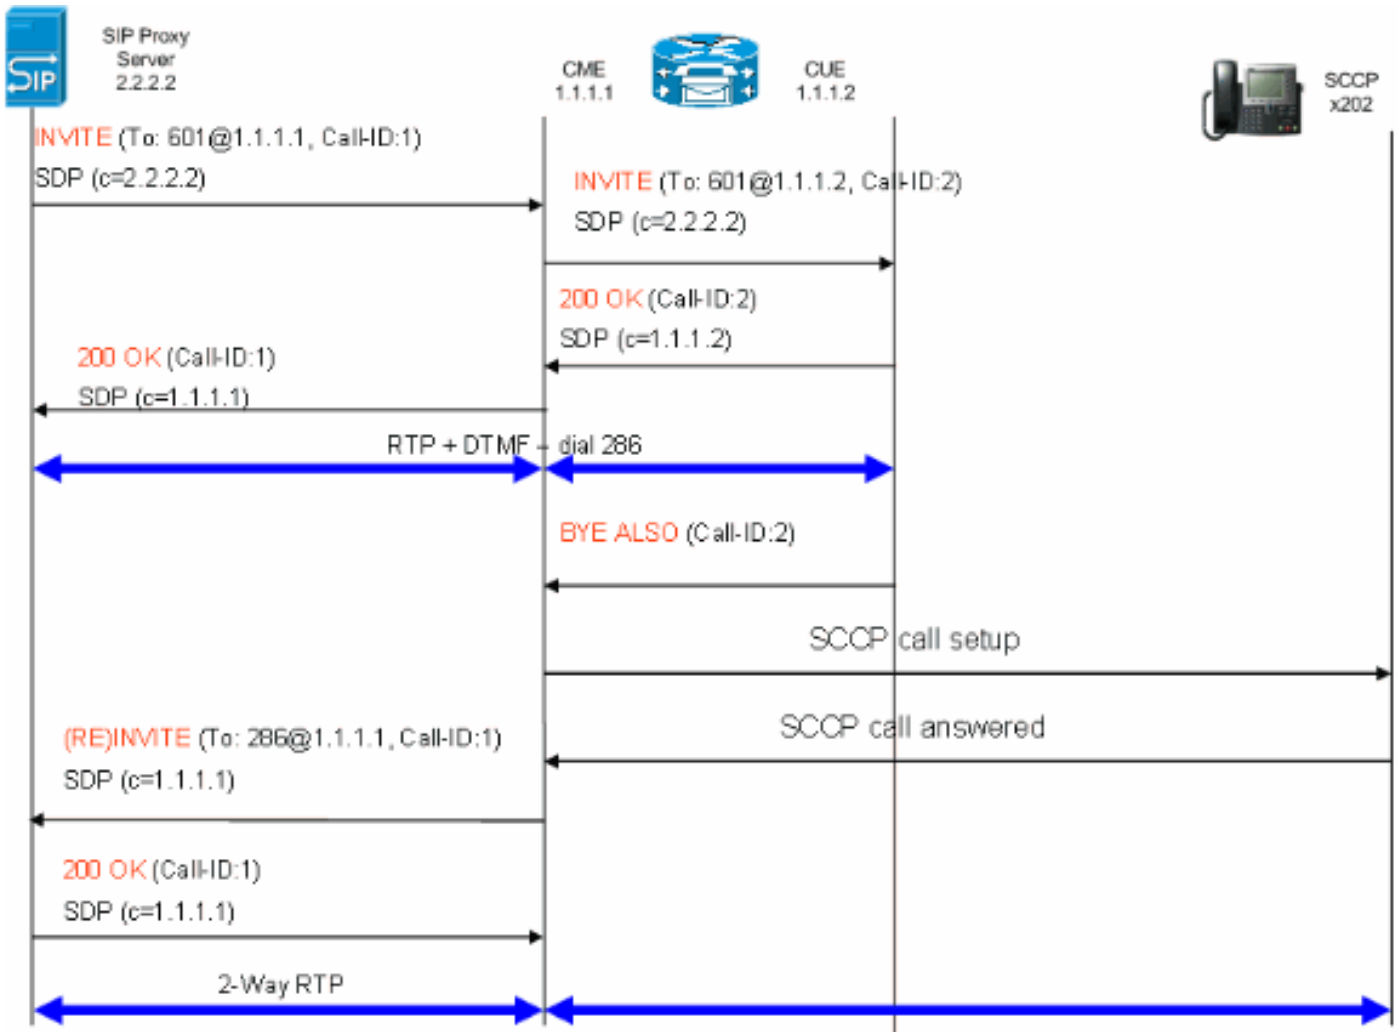 SIP Proxy
Server
2.2.2.2
SIP
CME
1.1.1.1
CUE
1.1.1.2
SCCP
x202
INVITE (To: 601@1.1.1.1, Call-ID:1)
SDP (c=2.2.2.2)
INVITE (To: 601@1.1.1.2, Call-ID:2)
SDP (c=2.2.2.2)
200 OK (Call-ID:2)
SDP (c=1.1.1.2)
200 OK (Call-ID:1)
SDP (c=1.1.1.1)
RTP + DTMF - dial 286
BYE ALSO (Call-ID:2)
SCCP call setup
SCCP call answered
(RE)INVITE (To: 286@1.1.1.1, Call-ID:1)
SDP (c=1.1.1.1)
200 OK (Call-ID:1)
SDP (c=1.1.1.1)
2-Way RTP